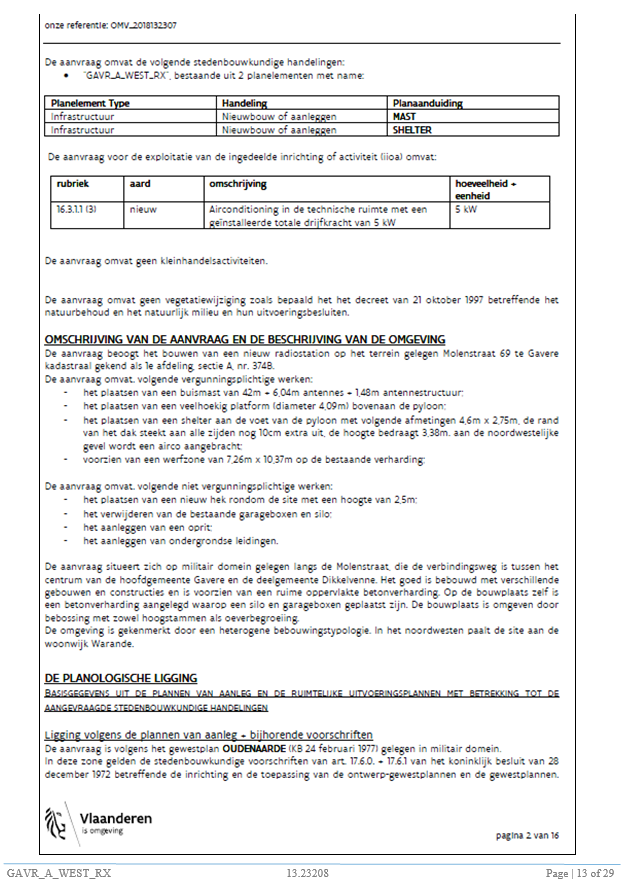 onze referentie: OMV_2018132307
De aanvraag omvat de volgende stedenbouwkundige handelingen:
• "GAVR_A_WEST_RX", bestaande uit 2 planelementen met name:
Planelement Type Handeling Planaanduiding
Infrastructuur Nieuwbouw of aanleggen MAST
Infrastructuur Nieuwbouw of aanleggen SHELTER
De aanvraag voor de exploitatie van de ingedeelde inrichting of activiteit (iioa) omvat:
rubriek aard omschrijving hoeveelheid +
eenheid
16.3.1.1 (3) nieuw Airconditioning in de technische ruimte met een 5 kW
geïnstalleerde totale drijfkracht van 5 kW
De aanvraag omvat geen kleinhandelsactiviteiten.
De aanvraag omvat geen vegetatiewijziging zoals bepaald het het decreet van 21 oktober 1997 betreffende het
natuurbehoud en het natuurlijk milieu en hun uitvoeringsbesluiten.
OMSCHRIJVING VAN DE AANVRAAG EN DE BESCHRIJVING VAN DE OMGEVING
De aanvraag beoogt het bouwen van een nieuw radiostation op het terrein gelegen Molenstraat 69 te Gavere
kadastraal gekend als 1e afdeling, sectie A, nr. 374B.
De aanvraag omvat. volgende vergunningsplichtige werken:
- het plaatsen van een buismast van 42m + 6,04m antennes + 1,48m antennestructuur;
- het plaatsen van een veelhoekig platform (diameter 4,09m) bovenaan de pyloon;
- het plaatsen van een shelter aan de voet van de pyloon met volgende afmetingen 4,6m x 2,75m, de rand
van het dak steekt aan alle zijden nog 10cm extra uit, de hoogte bedraagt 3,38m. aan de noordwestelijke
gevel wordt een airco aangebracht;
- voorzien van een werfzone van 7,26m x 10,37m op de bestaande verharding;
De aanvraag omvat. volgende niet vergunningsplichtige werken:
- het plaatsen van een nieuw hek rondom de site met een hoogte van 2,5m;
- het verwijderen van de bestaande garageboxen en silo;
- het aanleggen van een oprit;
- het aanleggen van ondergrondse leidingen.
De aanvraag situeert zich op militair domein gelegen langs de Molenstraat, die de verbindingsweg is tussen het
centrum van de hoofdgemeente Gavere en de deelgemeente Dikkelvenne. Het goed is bebouwd met verschillende
gebouwen en constructies en is voorzien van een ruime oppervlakte betonverharding. Op de bouwplaats zelf is
een betonverharding aangelegd waarop een silo en garageboxen geplaatst zijn. De bouwplaats is omgeven door
bebossing met zowel hoogstammen als oeverbegroeiing.
De omgeving is gekenmerkt door een heterogene bebouwingstypologie. In het noordwesten paalt de site aan de
woonwijk Warande.
DE PLANOLOGISCHE LIGGING
BASISGEGEVENS UIT DE PLANNEN VAN AANLEG EN DE RUIMTELIJKE UITVOERINGSPLANNEN MET BETREKKING TOT DE
AANGEVRAAGDE STEDENBOUWKUNDIGE HANDELINGEN
Ligging volgens de plannen van aanleg + bijhorende voorschriften
De aanvraag is volgens het gewestplan OUDENAARDE (KB 24 februari 1977) gelegen in militair domein.
In deze zone gelden de stedenbouwkundige voorschriften van art. 17.6.0. + 17.6.1 van het koninklijk besluit van 28
december 1972 betreffende de inrichting en de toepassing van de ontwerp-gewestplannen en de gewestplannen.
Vlaanderen
is omgeving
pagina 2 van 16
GAVR_A_WEST_RX 13.23208 Page | 13 of 29